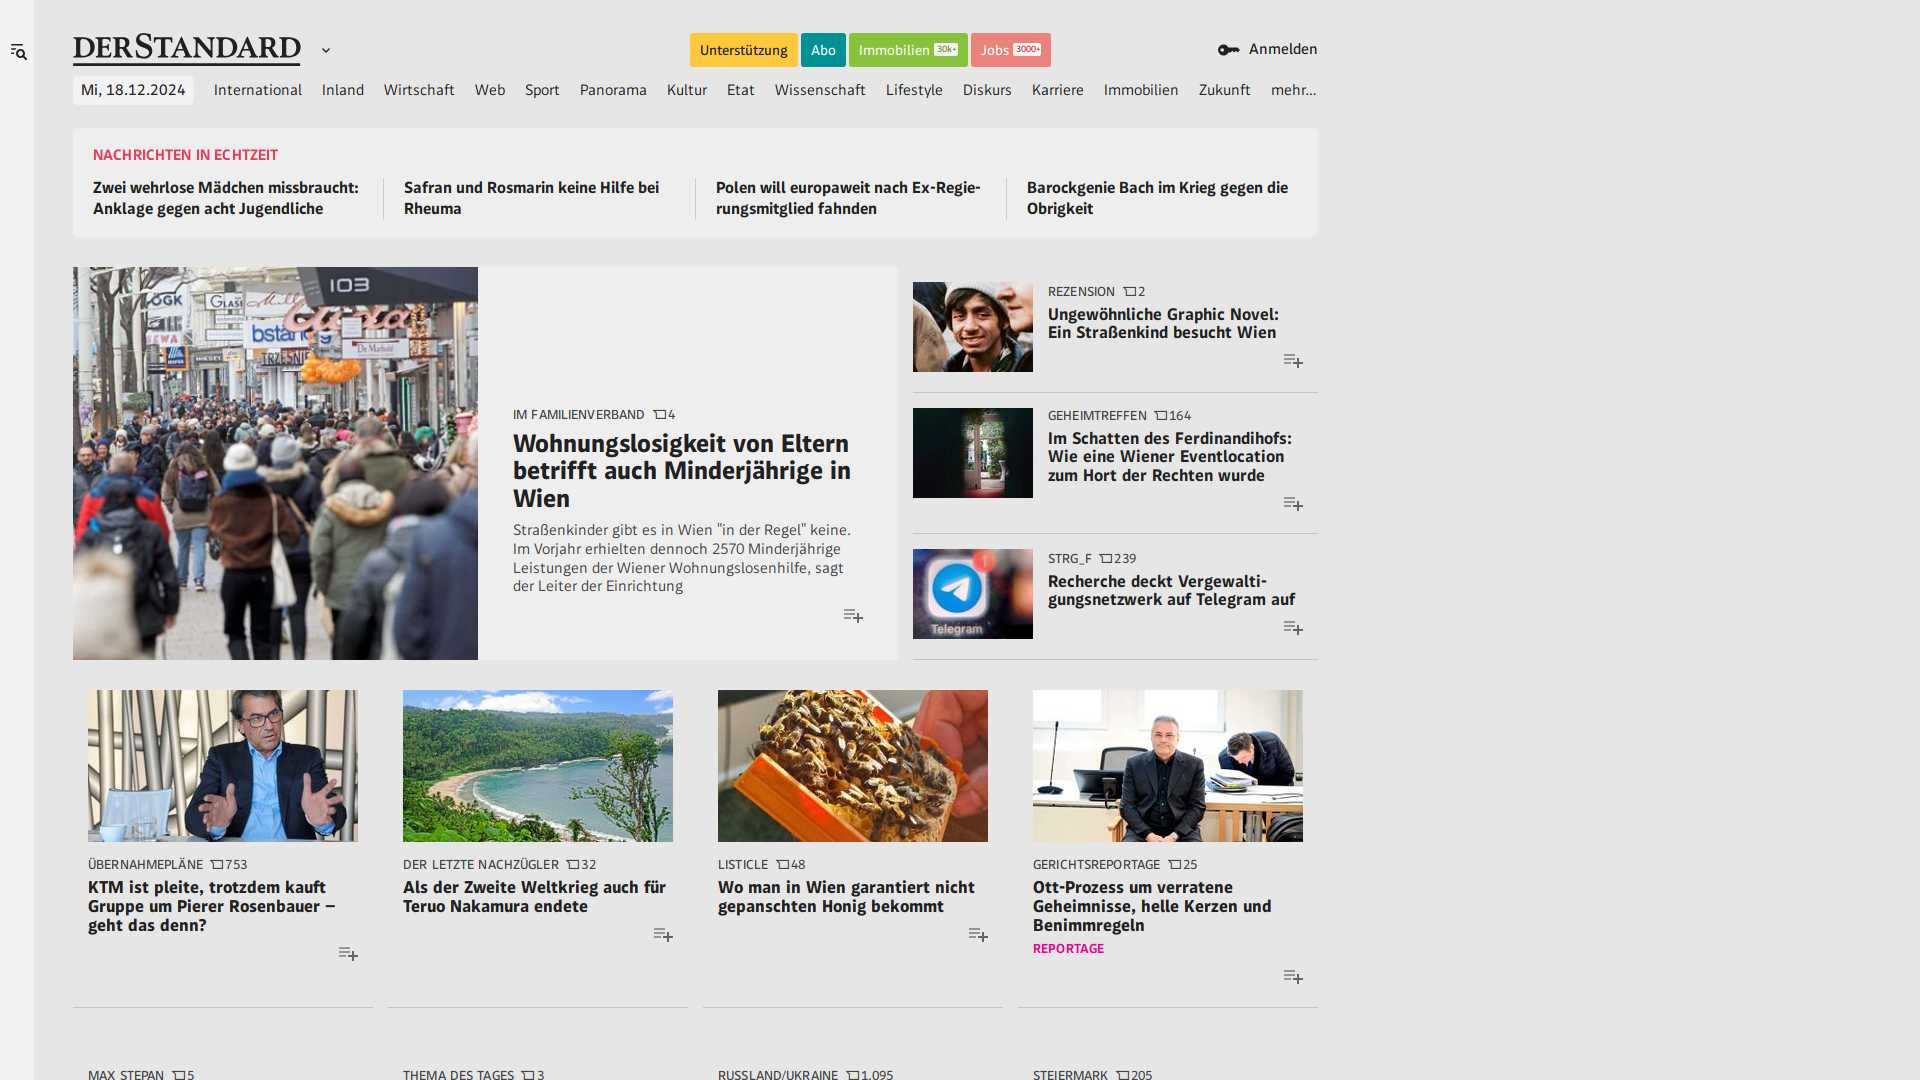 DERSTANDARD
Unterstützung
Abo
Immobilien 30k+
Jobs 3000+
Anmelden
Mi, 18.12.2024
International
Inland
Wirtschaft
Web
Sport
Panorama
Kultur
Etat
Wissenschaft
Lifestyle
Diskurs
Karriere
Immobilien
Zukunft
mehr...
NACHRICHTEN IN ECHTZEIT
Zwei wehrlose Mädchen missbraucht:
Anklage gegen acht Jugendliche
Safran und Rosmarin keine Hilfe bei
Rheuma
Polen will europaweit nach Ex-Regie-
rungsmitglied fahnden
Barockgenie Bach im Krieg gegen die
Obrigkeit
103
ÖGK
TRZESNIE
IM FAMILIENVERBAND 4
Wohnungslosigkeit von Eltern
betrifft auch Minderjährige in
Wien
Straßenkinder gibt es in Wien "in der Regel" keine.
Im Vorjahr erhielten dennoch 2570 Minderjährige
Leistungen der Wiener Wohnungslosenhilfe, sagt
der Leiter der Einrichtung
REZENSION 2
Ungewöhnliche Graphic Novel:
Ein Straßenkind besucht Wien
GEHEIMTREFFEN 164
Im Schatten des Ferdinandihofs:
Wie eine Wiener Eventlocation
zum Hort der Rechten wurde
Telegram
STRG_F 239
Recherche deckt Vergewalti-
gungsnetzwerk auf Telegram auf
ÜBERNAHMEPLÄNE 753
KTM ist pleite, trotzdem kauft
Gruppe um Pierer Rosenbauer –
geht das denn?
DER LETZTE NACHZÜGLER 32
Als der Zweite Weltkrieg auch für
Teruo Nakamura endete
LISTICLE 48
Wo man in Wien garantiert nicht
gepanschten Honig bekommt
GERICHTSREPORTAGE 25
Ott-Prozess um verratene
Geheimnisse, helle Kerzen und
Benimmregeln
REPORTAGE
MAX STEPAN 5
THEMA DES TAGES 3
RUSSLAND/UKRAINE 1.095
STEIERMARK 205